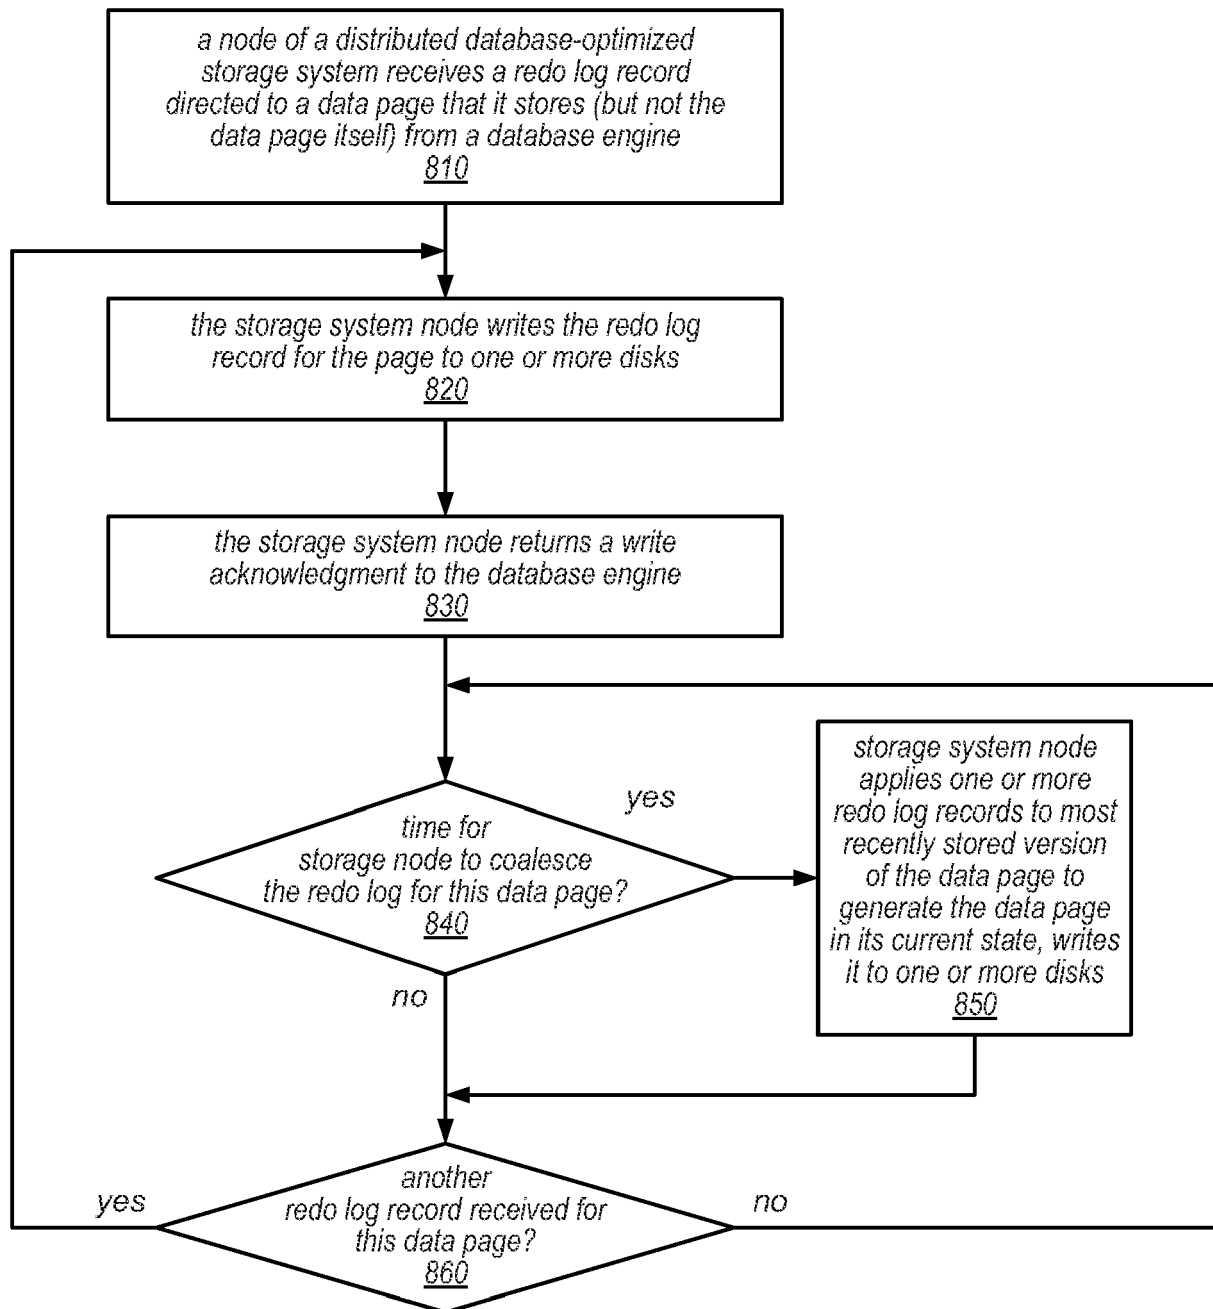 a node of a distributed database-optimized
storage system receives a redo log record
directed to a data page that it stores (but not the
data page itself) from a database engine
810
the storage system node writes the redo log
record for the page to one or more disks
820
the storage system node returns a write
acknowledgment to the database engine
830
yes
time for
storage node to coalesce
the redo log for this data page?
840
no
storage system node
applies one or more
redo log records to most
recently stored version
of the data page to
generate the data page
in its current state, writes
it to one or more disks
850
yes
another
redo log record received for
this data page?
860
no